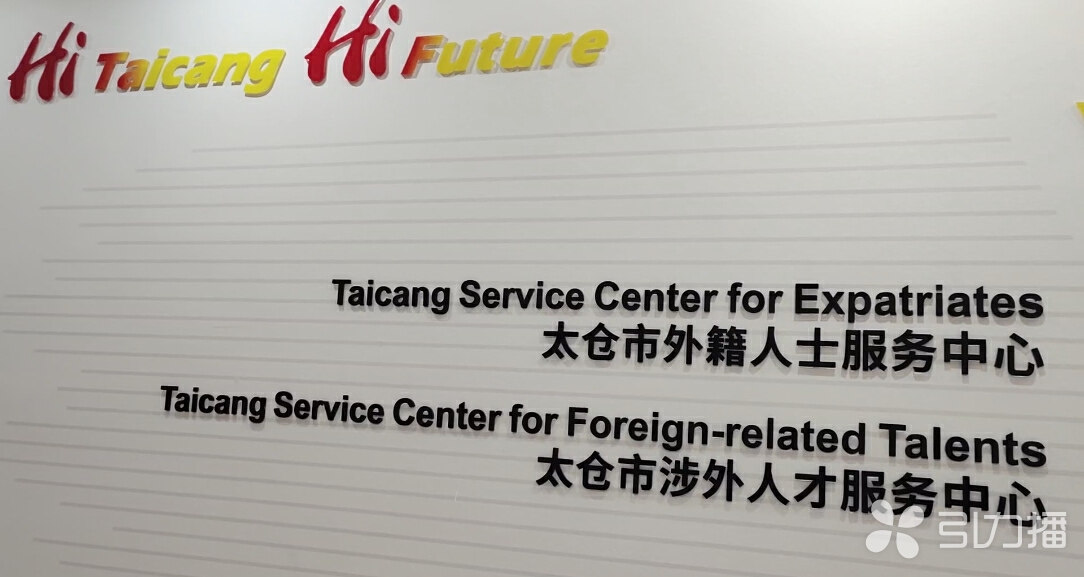 Hi Taicang Hi Future
Taicang Service Center for Expatriates
太仓市外籍人士服务中心
Taicang Service Center for Foreign-related Talents
太仓市涉外人才服务中心
引力播